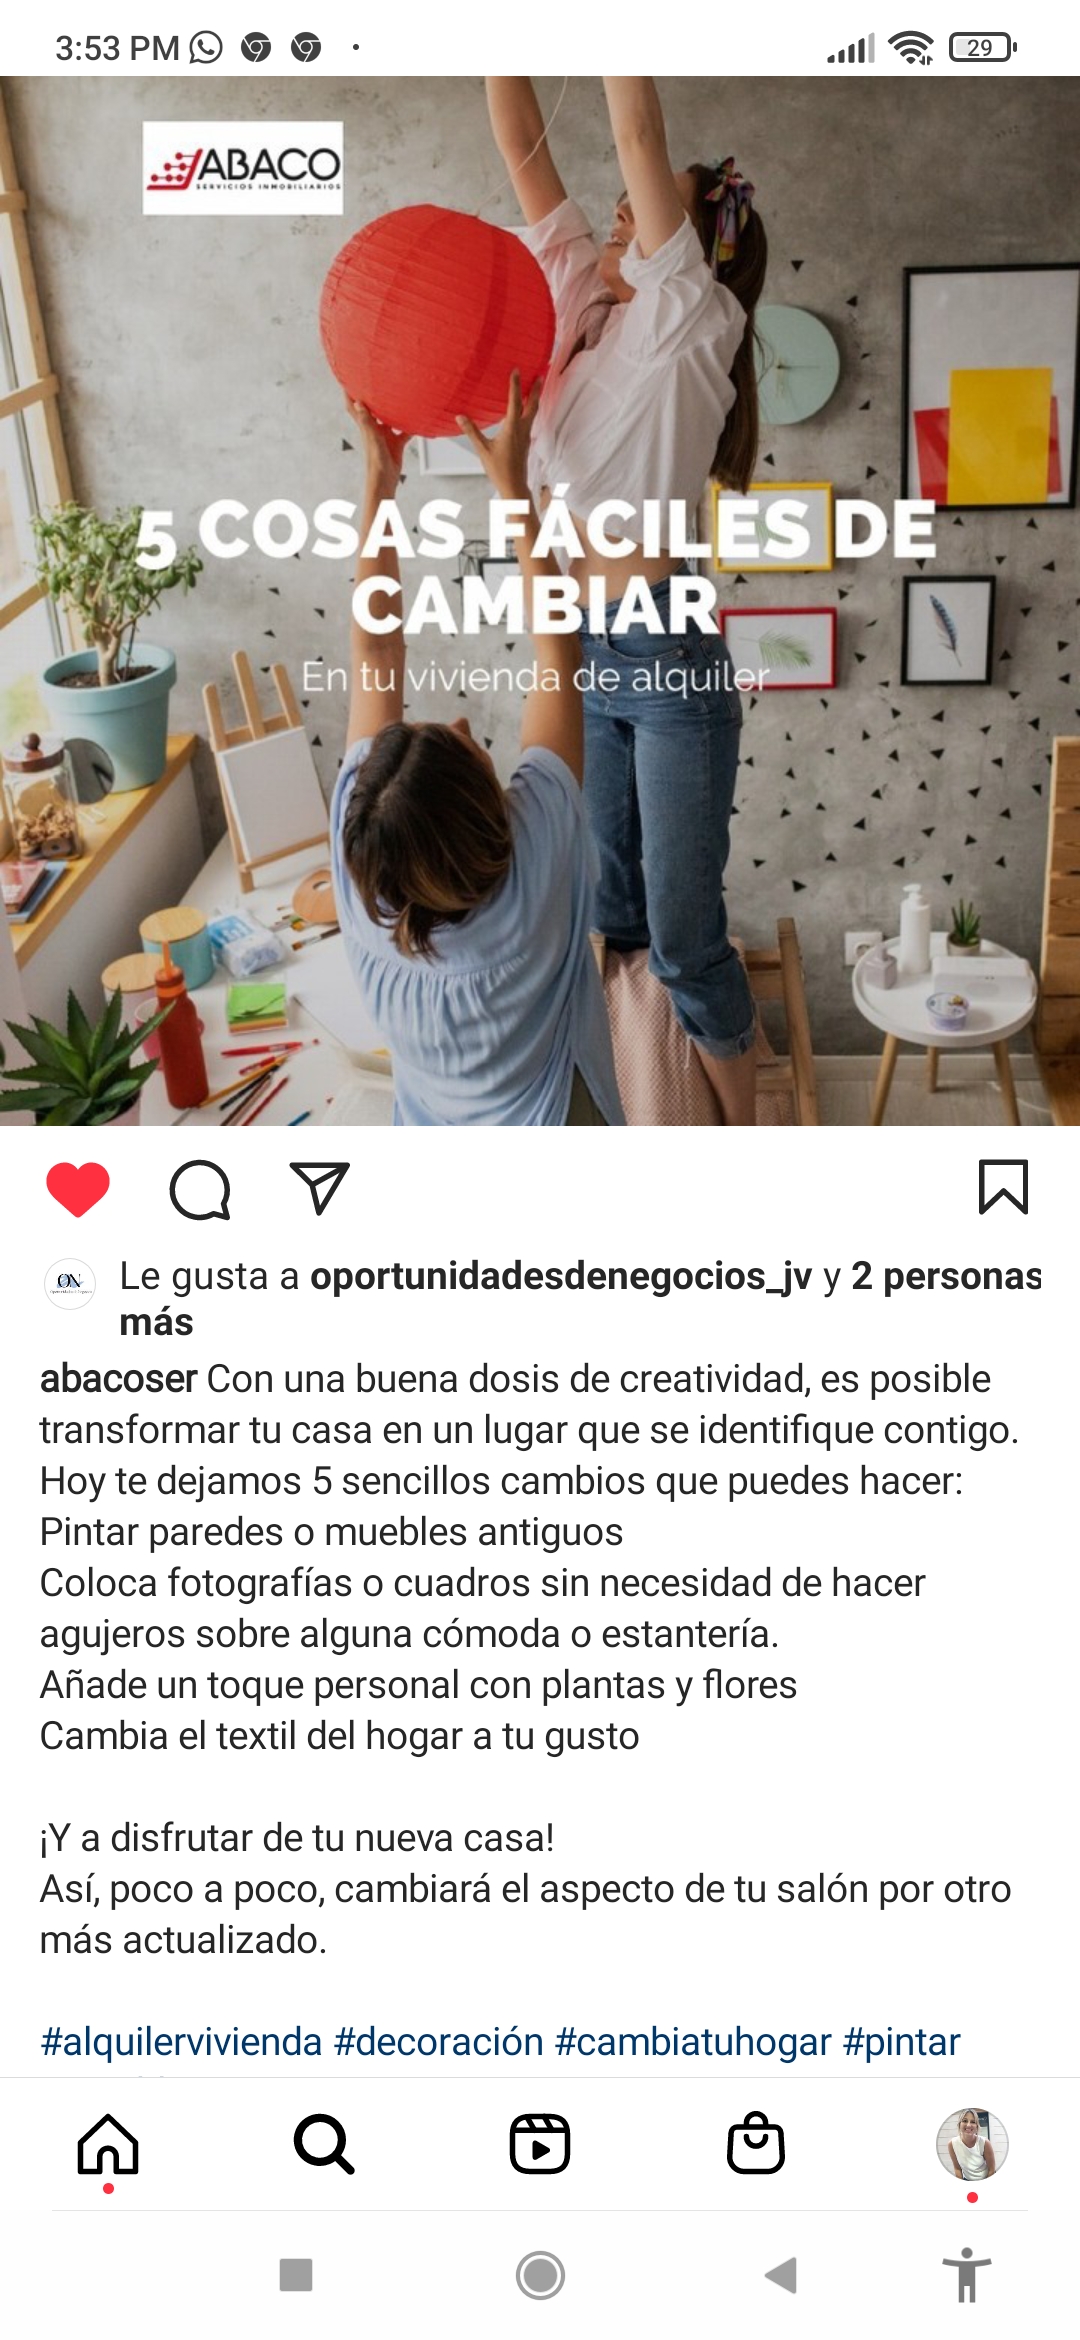 3:53 PM
29
ABACO
SERVICIOS INMOBILIARIOS
5 COSAS FÁCILES DE
CAMBIAR
En tu vivienda de alquiler
ON
Le gusta a oportunidadesdenegocios_jv y 2 personas
más
abacoser Con una buena dosis de creatividad, es posible
transformar tu casa en un lugar que se identifique contigo.
Hoy te dejamos 5 sencillos cambios que puedes hacer:
Pintar paredes o muebles antiguos
Coloca fotografías o cuadros sin necesidad de hacer
agujeros sobre alguna cómoda o estantería.
Añade un toque personal con plantas y flores
Cambia el textil del hogar a tu gusto
¡Y a disfrutar de tu nueva casa!
Así, poco a poco, cambiará el aspecto de tu salón por otro
más actualizado.
#alquilervivienda #decoración #cambiatuhogar #pintar